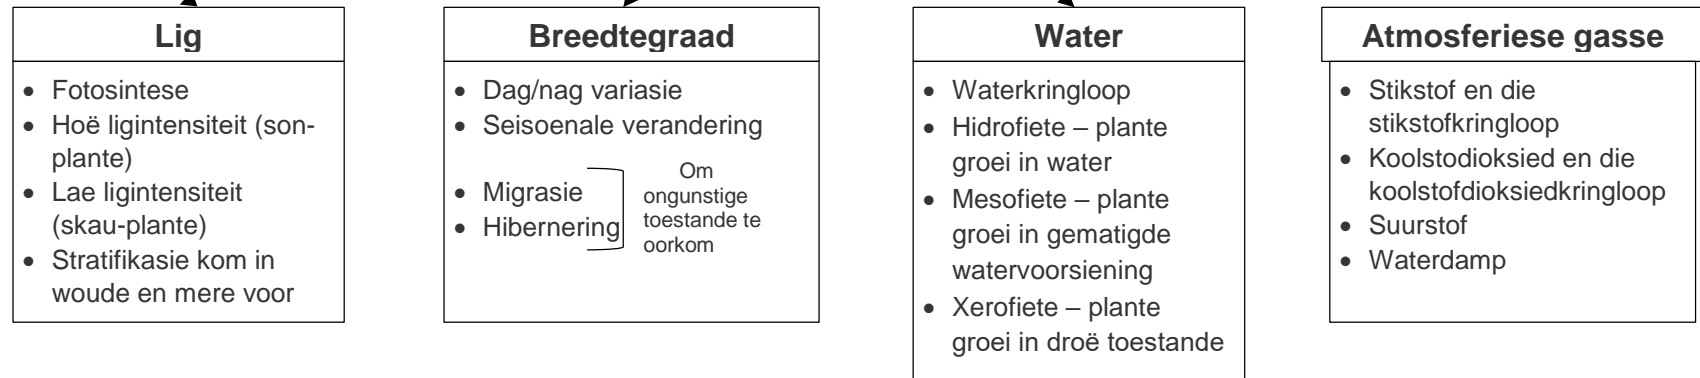 Lig
• Fotosintese
• Hoë ligintensiteit (son-
plante)
• Lae ligintensiteit
(skau-plante)
• Stratifikasie kom in
woude en mere voor
Breedtegraad
• Dag/nag variasie
• Seisoenale verandering
• Migrasie
• Hibernering
Om
ongunstige
toestande te
oorkom
Water
• Waterkringloop
• Hidrofiete – plante
groei in water
• Mesofiete – plante
groei in gematigde
watervoorsiening
• Xerofiete – plante
groei in droë toestande
Atmosferiese gasse
• Stikstof en die
stikstofkringloop
• Koolstodioksied en die
koolstofdioksiedkringloop
• Suurstof
• Waterdamp